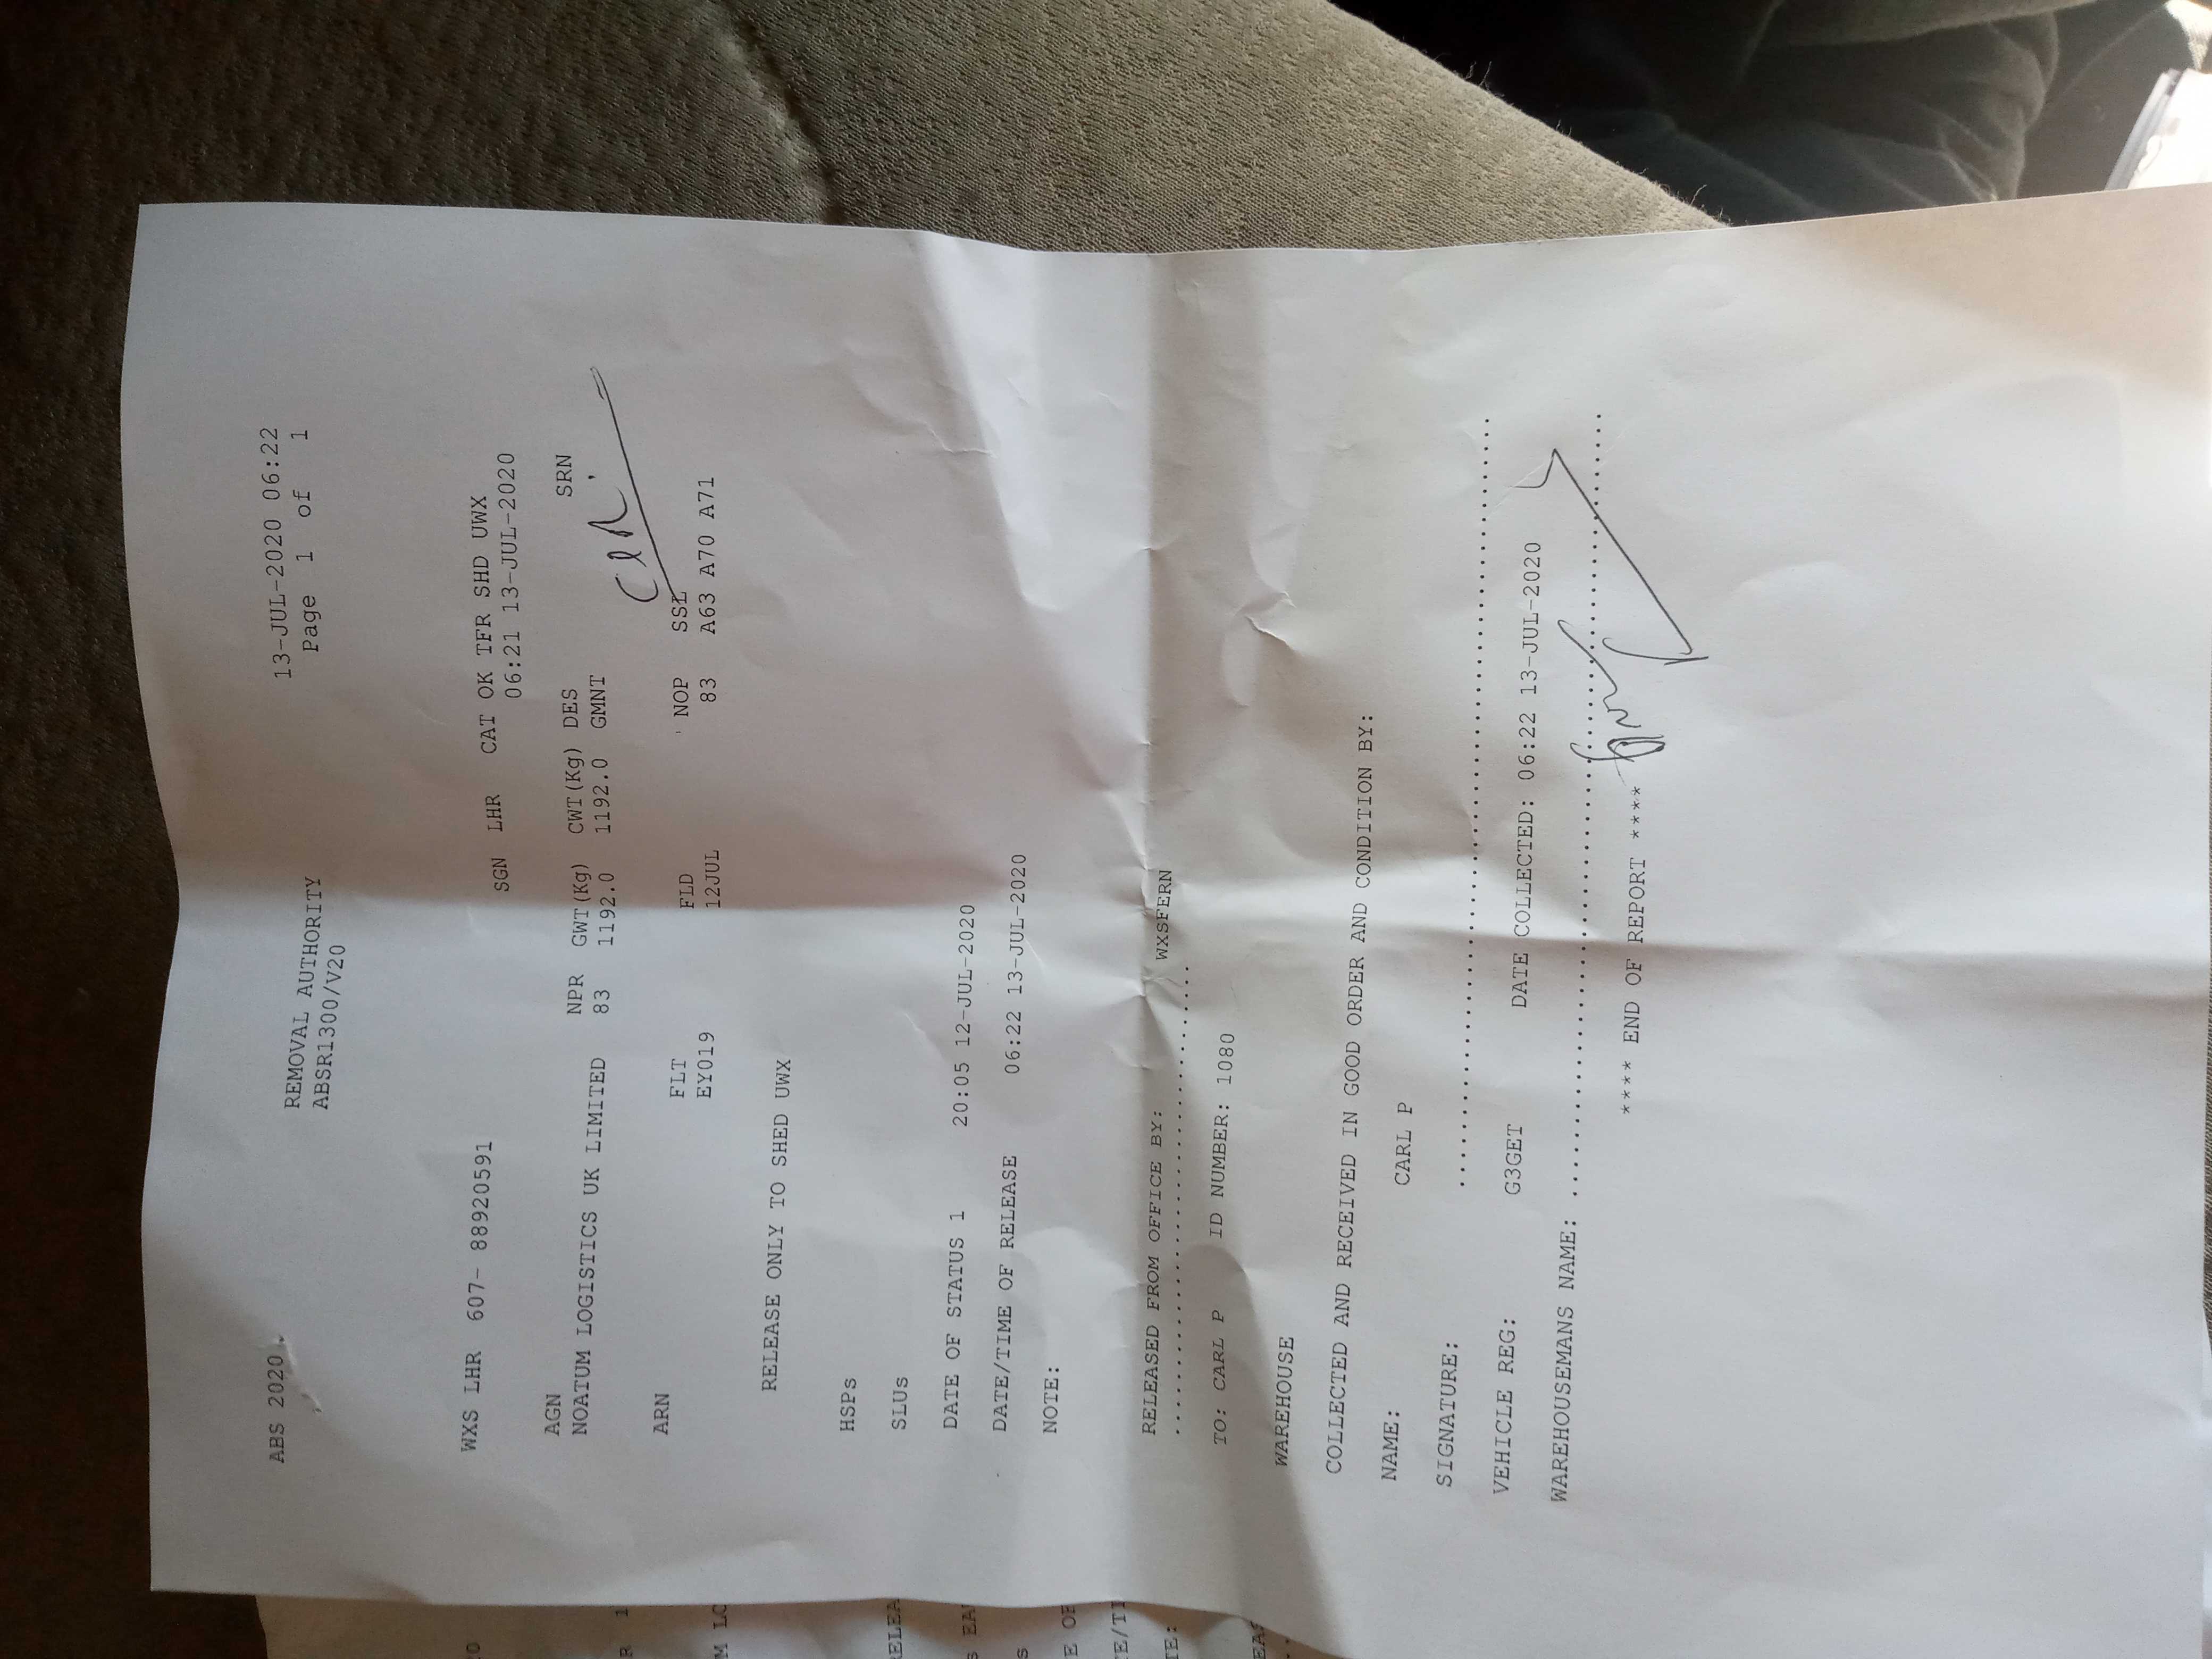 ABS 2020 REMOVAL AUTHORITY 13-JUL-2020 06:22
ABSR1300/V20 Page 1 of 1
WXS LHR 607- 88920591 SGN LHR CAT OK TFR SHD UWX
06:21 13-JUL-2020
AGN NPR GWT(Kg) CWT(Kg) DES SRN
NOATUM LOGISTICS UK LIMITED 83 1192.0 1192.0 GMNT
ARN FLT FLD NOP SSL
EY019 12JUL 83 A63 A70 A71
RELEASE ONLY TO SHED UWX
HSPs
SLUs
DATE OF STATUS 1 20:05 12-JUL-2020
DATE/TIME OF RELEASE 06:22 13-JUL-2020
NOTE:
RELEASED FROM OFFICE BY: WXSFERN
TO: CARL P ID NUMBER: 1080
WAREHOUSE
COLLECTED AND RECEIVED IN GOOD ORDER AND CONDITION BY:
NAME: CARL P
SIGNATURE:
VEHICLE REG: G3GET DATE COLLECTED: 06:22 13-JUL-2020
WAREHOUSEMANS NAME:
**** END OF REPORT ****